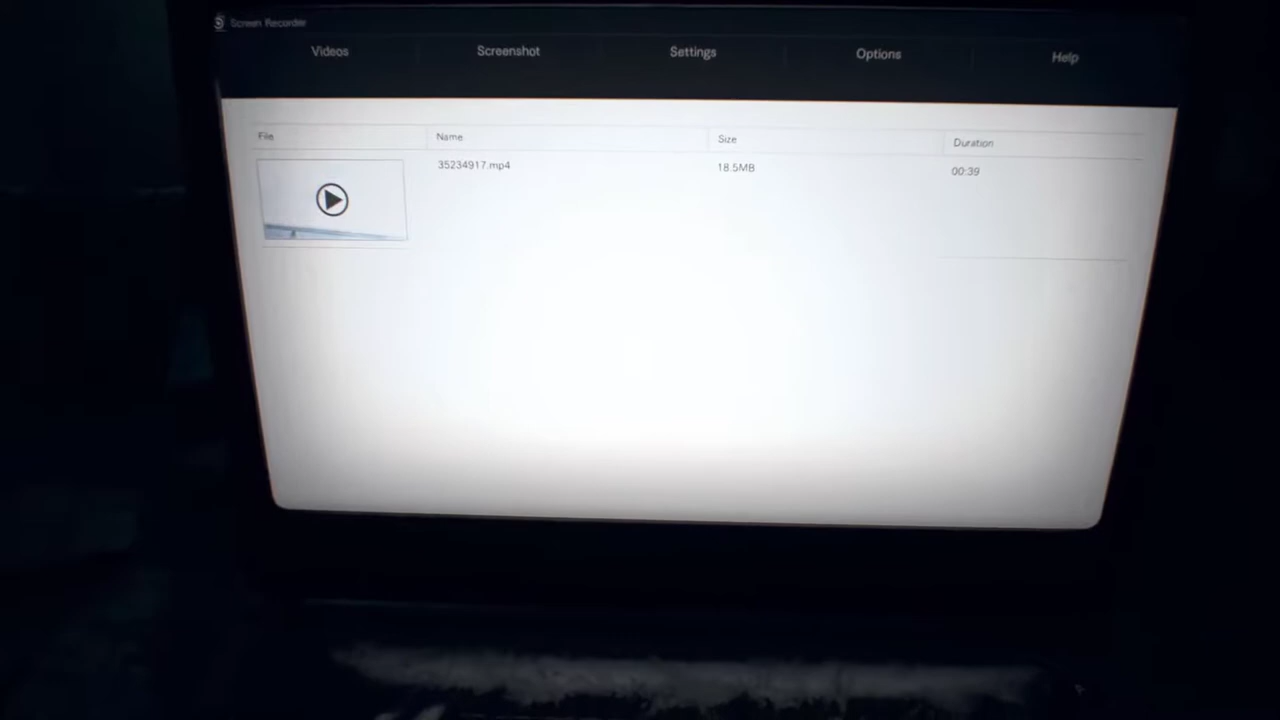 Screen Recorder
Videos Screenshot Settings Options Help
File Name Size Duration
35234917.mp4 18.5MB 00:39